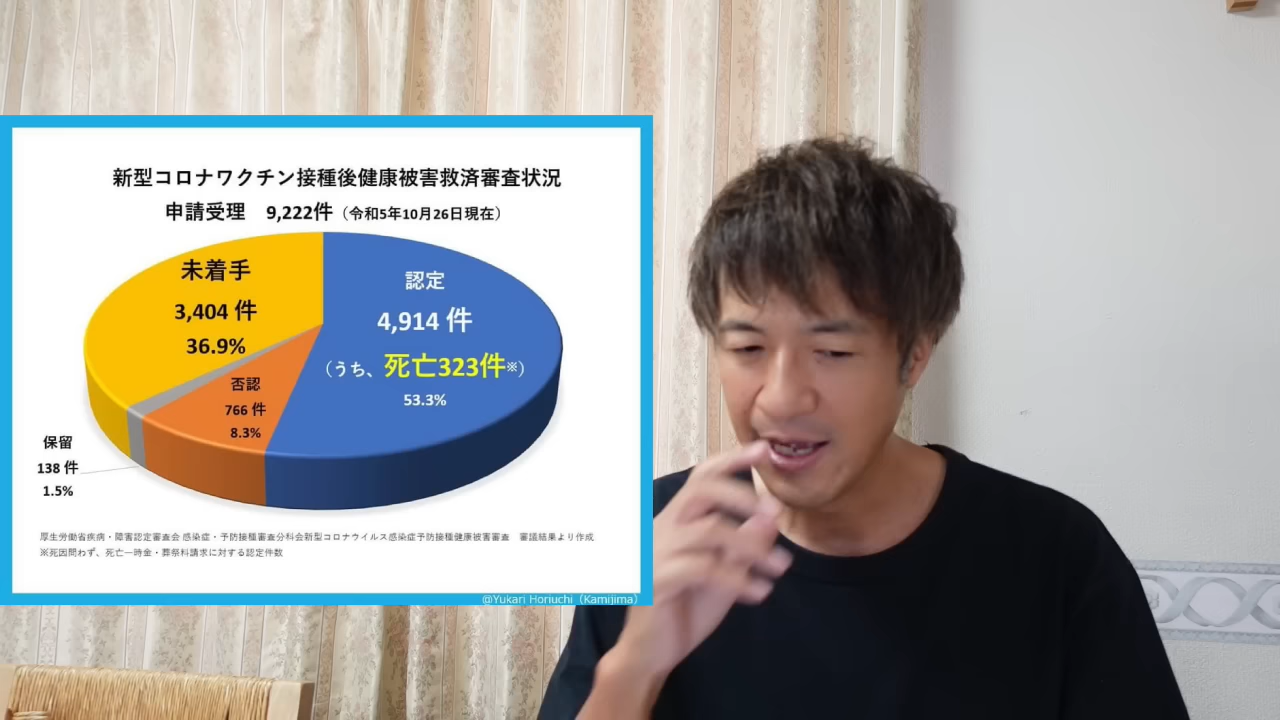 新型コロナワクチン接種後健康被害救済審査状況
申請受理 9,222件（令和5年10月26日現在）
未着手
3,404 件
36.9%
認定
4,914 件
（うち、死亡323件※）
53.3%
否認
766 件
8.3%
保留
138 件
1.5%
厚生労働省疾病・障害認定審査会 感染症・予防接種審査分科会新型コロナウイルス感染症予防接種健康被害審査 審議結果より作成
※死因問わず、死亡一時金・葬祭料請求に対する認定件数
@Yukari Horiuchi（Kamijima）